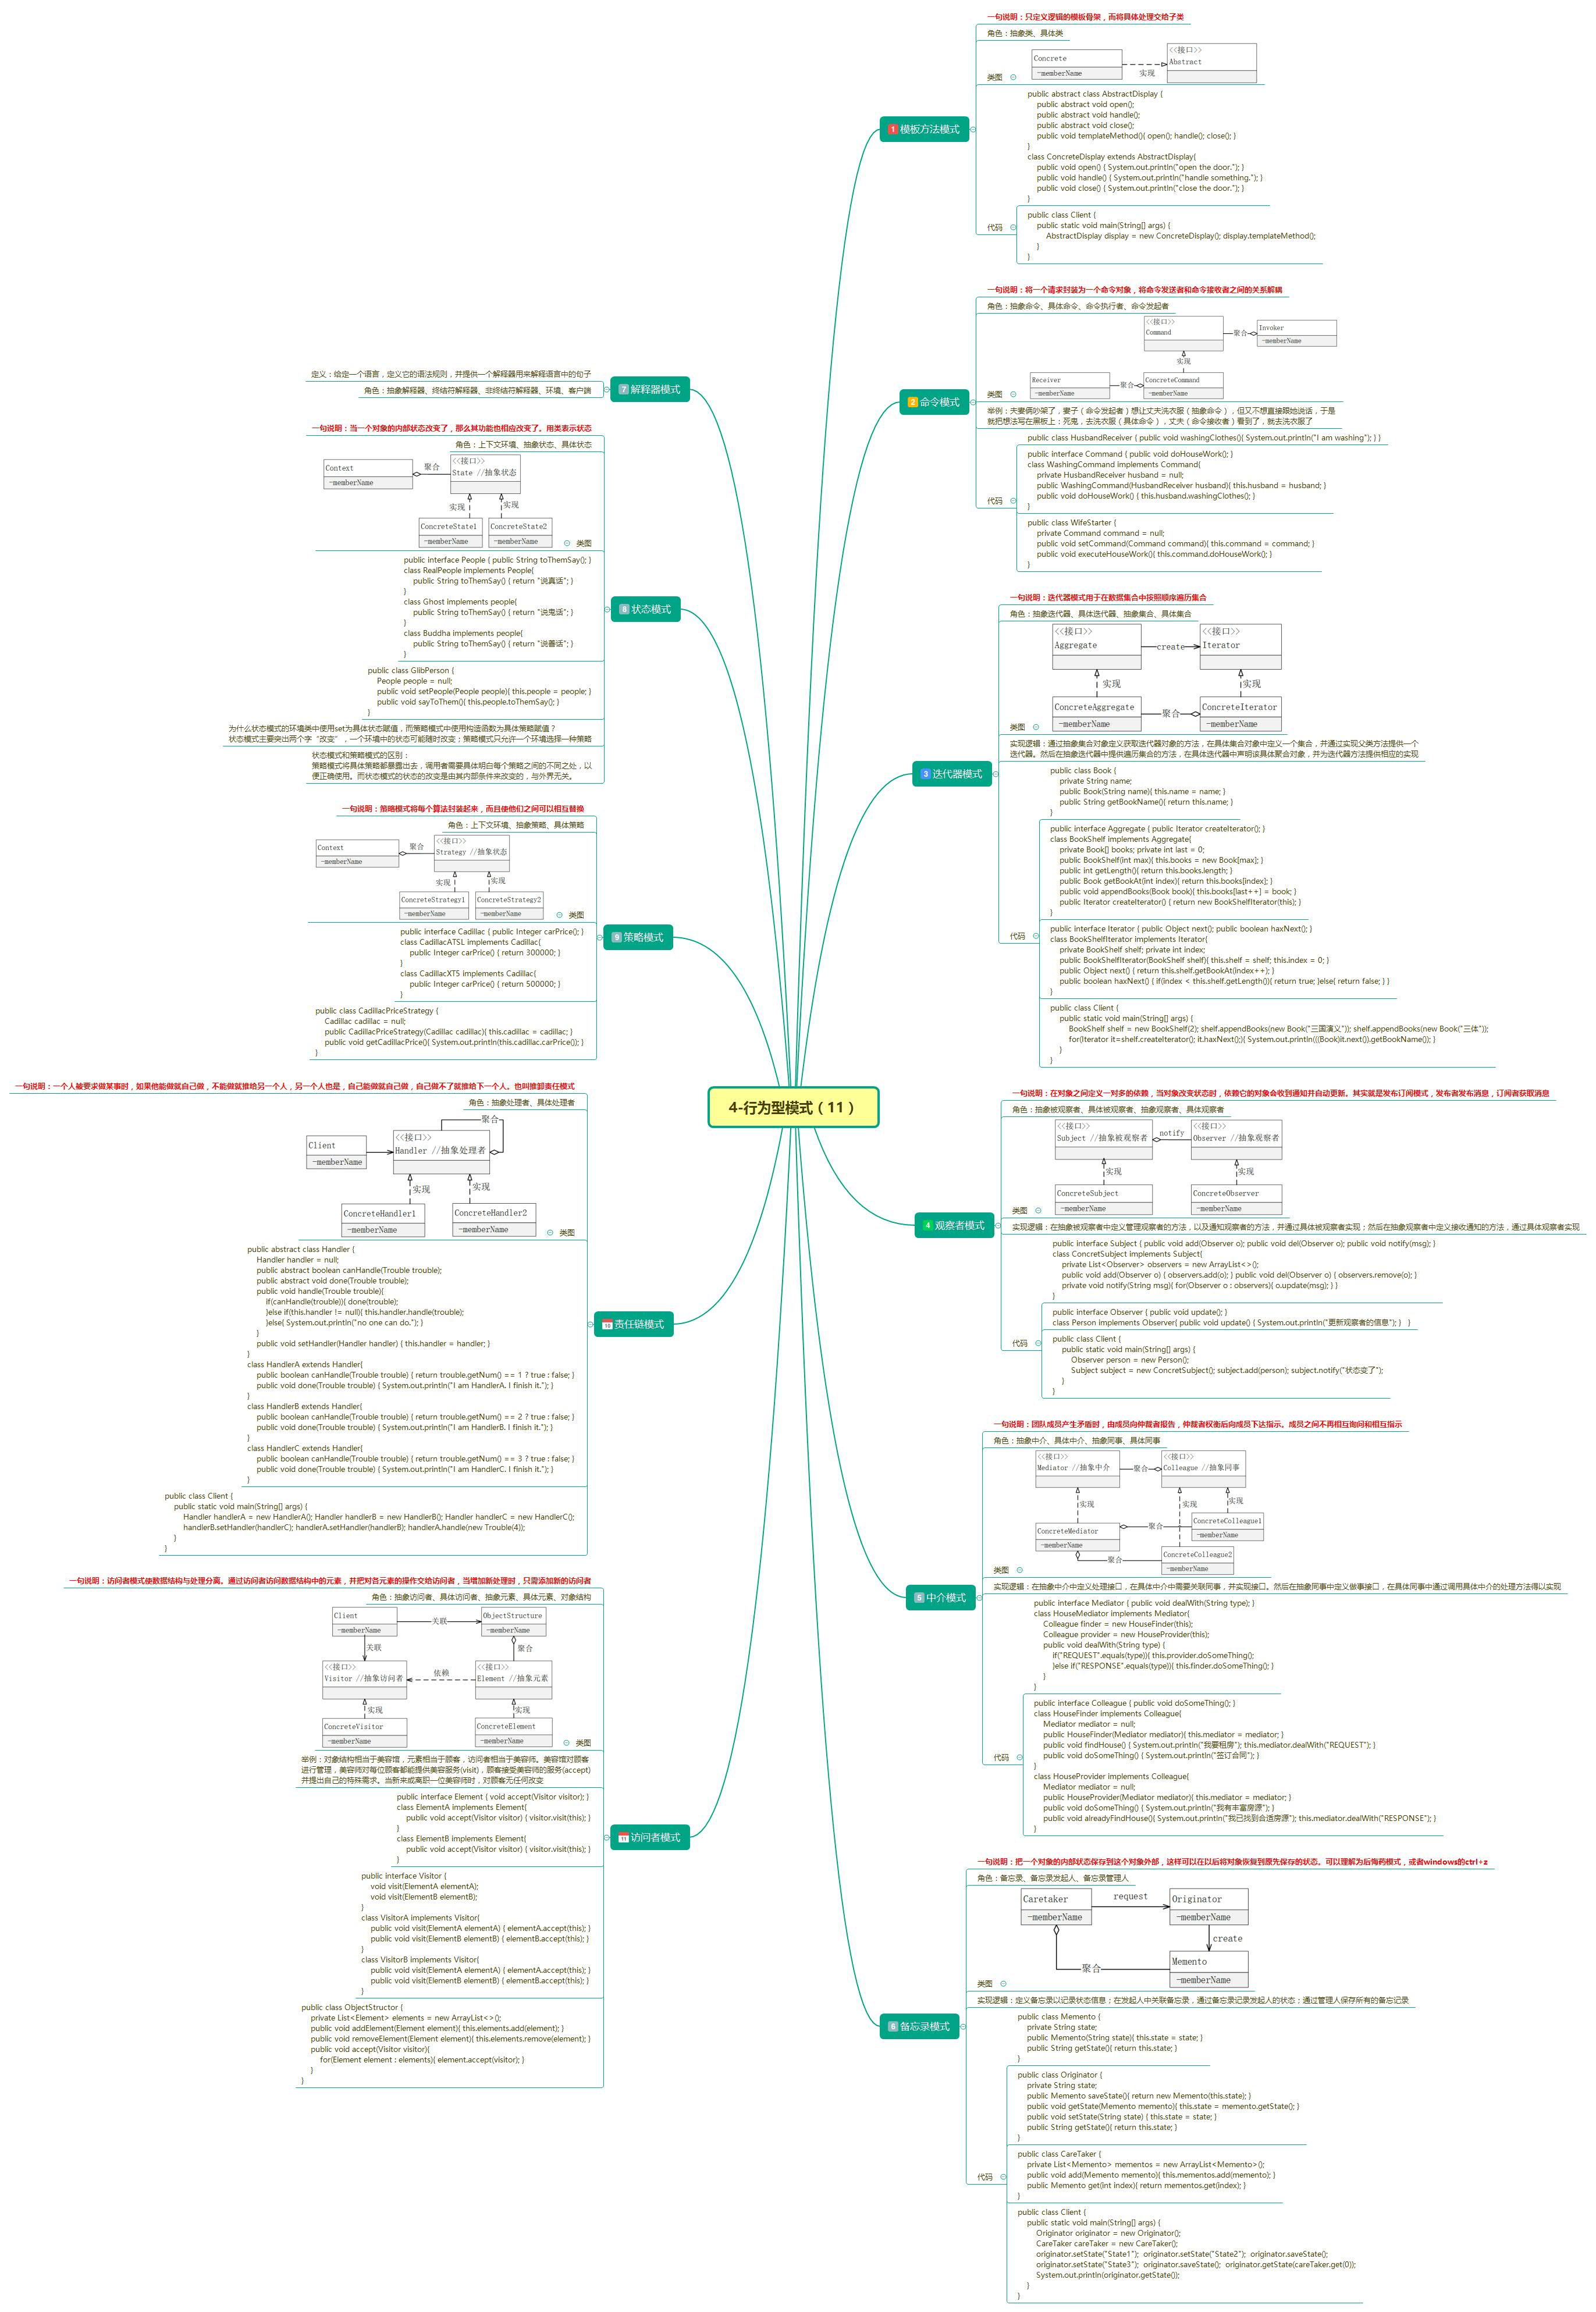 4-行为型模式（11）
1 模板方法模式
一句说明：只定义逻辑的模板骨架，而将具体处理交给子类
角色：抽象类、具体类
Concrete
-memberName
实现
<<接口>>
Abstract
类图
public abstract class AbstractDisplay {
public abstract void open();
public abstract void handle();
public abstract void close();
public void templateMethod(){ open(); handle(); close(); }
}
class ConcreteDisplay extends AbstractDisplay{
public void open() { System.out.println("open the door."); }
public void handle() { System.out.println("handle something."); }
public void close() { System.out.println("close the door."); }
}
代码
public class Client {
public static void main(String[] args) {
AbstractDisplay display = new ConcreteDisplay(); display.templateMethod();
}
}
2 命令模式
一句说明：将一个请求封装为一个命令对象，将命令发送者和命令接收者之间的关系解耦
角色：抽象命令、具体命令、命令执行者、命令发起者
<<接口>>
Command
聚合
Invoker
-memberName
实现
Receiver
-memberName
聚合
ConcreteCommand
-memberName
类图
举例：夫妻俩吵架了，妻子（命令发起者）想让丈夫洗衣服（抽象命令），但又不想直接跟她说话，于是
就把想法写在黑板上：死鬼，去洗衣服（具体命令），丈夫（命令接收者）看到了，就去洗衣服了
public class HusbandReceiver { public void washingClothes(){ System.out.println("I am washing"); } }
public interface Command { public void doHouseWork(); }
class WashingCommand implements Command{
private HusbandReceiver husband = null;
public WashingCommand(HusbandReceiver husband){ this.husband = husband; }
public void doHouseWork() { this.husband.washingClothes(); }
}
代码
public class WifeStarter {
private Command command = null;
public void setCommand(Command command){ this.command = command; }
public void executeHouseWork(){ this.command.doHouseWork(); }
}
3 迭代器模式
一句说明：迭代器模式用于在数据集合中按照顺序遍历集合
角色：抽象迭代器、具体迭代器、抽象集合、具体集合
<<接口>>
Aggregate
create
<<接口>>
Iterator
实现
实现
ConcreteAggregate
-memberName
聚合
ConcreteIterator
-memberName
类图
实现逻辑：通过抽象集合对象定义获取迭代器对象的方法，在具体集合对象中定义一个集合，并通过实现父类方法提供一个
迭代器。然后在抽象迭代器中提供遍历集合的方法，在具体迭代器中声明该具体聚合对象，并为迭代器方法提供相应的实现
public class Book {
private String name;
public Book(String name){ this.name = name; }
public String getBookName(){ return this.name; }
}
public interface Aggregate { public Iterator createIterator(); }
class BookShelf implements Aggregate{
private Book[] books; private int last = 0;
public BookShelf(int max){ this.books = new Book[max]; }
public int getLength(){ return this.books.length; }
public Book getBookAt(int index){ return this.books[index]; }
public void appendBooks(Book book){ this.books[last++] = book; }
public Iterator createIterator() { return new BookShelfIterator(this); }
}
代码
public interface Iterator { public Object next(); public boolean haxNext(); }
class BookShelfIterator implements Iterator{
private BookShelf shelf; private int index;
public BookShelfIterator(BookShelf shelf){ this.shelf = shelf; this.index = 0; }
public Object next() { return this.shelf.getBookAt(index++); }
public boolean haxNext() { if(index < this.shelf.getLength()){ return true; }else{ return false; } }
}
public class Client {
public static void main(String[] args) {
BookShelf shelf = new BookShelf(2); shelf.appendBooks(new Book("三国演义")); shelf.appendBooks(new Book("三体"));
for(Iterator it=shelf.createIterator(); it.haxNext();){ System.out.println(((Book)it.next()).getBookName()); }
}
}
4 观察者模式
一句说明：在对象之间定义一对多的依赖，当对象改变状态时，依赖它的对象会收到通知并自动更新。其实就是发布订阅模式，发布者发布消息，订阅者获取消息
角色：抽象被观察者、具体被观察者、抽象观察者、具体观察者
<<接口>>
Subject //抽象被观察者
notify
<<接口>>
Observer //抽象观察者
实现
实现
ConcreteSubject
-memberName
ConcreteObserver
-memberName
类图
实现逻辑：在抽象被观察者中定义管理观察者的方法，以及通知观察者的方法，并通过具体被观察者实现；然后在抽象观察者中定义接收通知的方法，通过具体观察者实现
public interface Subject { public void add(Observer o); public void del(Observer o); public void notify(msg); }
class ConcretSubject implements Subject{
private List<Observer> observers = new ArrayList<>();
public void add(Observer o) { observers.add(o); } public void del(Observer o) { observers.remove(o); }
private void notify(String msg){ for(Observer o : observers){ o.update(msg); } }
}
public interface Observer { public void update(); }
class Person implements Observer{ public void update() { System.out.println("更新观察者的信息"); } }
代码
public class Client {
public static void main(String[] args) {
Observer person = new Person();
Subject subject = new ConcretSubject(); subject.add(person); subject.notify("状态变了");
}
}
5 中介模式
一句说明：团队成员产生矛盾时，由成员向仲裁者报告，仲裁者权衡后向成员下达指示。成员之间不再相互询问和相互指示
角色：抽象中介、具体中介、抽象同事、具体同事
<<接口>>
Mediator //抽象中介
聚合
<<接口>>
Colleague //抽象同事
实现
实现
实现
ConcreteMediator
-memberName
聚合
ConcreteColleague1
-memberName
聚合
ConcreteColleague2
-memberName
类图
实现逻辑：在抽象中介中定义处理接口，在具体中介中需要关联同事，并实现接口。然后在抽象同事中定义做事接口，在具体同事中通过调用具体中介的处理方法得以实现
public interface Mediator { public void dealWith(String type); }
class HouseMediator implements Mediator{
Colleague finder = new HouseFinder(this);
Colleague provider = new HouseProvider(this);
public void dealWith(String type) {
if("REQUEST".equals(type)){ this.provider.doSomeThing();
}else if("RESPONSE".equals(type)){ this.finder.doSomeThing(); }
}
}
代码
public interface Colleague { public void doSomeThing(); }
class HouseFinder implements Colleague{
Mediator mediator = null;
public HouseFinder(Mediator mediator){ this.mediator = mediator; }
public void findHouse() { System.out.println("我要租房"); this.mediator.dealWith("REQUEST"); }
public void doSomeThing() { System.out.println("签订合同"); }
}
class HouseProvider implements Colleague{
Mediator mediator = null;
public HouseProvider(Mediator mediator){ this.mediator = mediator; }
public void doSomeThing() { System.out.println("我有丰富房源"); }
public void alreadyFindHouse(){ System.out.println("我已找到合适房源"); this.mediator.dealWith("RESPONSE"); }
}
6 备忘录模式
一句说明：把一个对象的内部状态保存到这个对象外部，这样可以在以后将对象恢复到原先保存的状态。可以理解为后悔药模式，或者windows的ctrl+z
角色：备忘录、备忘录发起人、备忘录管理人
Caretaker
-memberName
request
Originator
-memberName
create
聚合
Memento
-memberName
类图
实现逻辑：定义备忘录以记录状态信息；在发起人中关联备忘录，通过备忘录记录发起人的状态；通过管理人保存所有的备忘记录
public class Memento {
private String state;
public Memento(String state){ this.state = state; }
public String getState(){ return this.state; }
}
public class Originator {
private String state;
public Memento saveState(){ return new Memento(this.state); }
public void getState(Memento memento){ this.state = memento.getState(); }
public void setState(String state) { this.state = state; }
public String getState(){ return this.state; }
}
代码
public class CareTaker {
private List<Memento> mementos = new ArrayList<Memento>();
public void add(Memento memento){ this.mementos.add(memento); }
public Memento get(int index){ return mementos.get(index); }
}
public class Client {
public static void main(String[] args) {
Originator originator = new Originator();
CareTaker careTaker = new CareTaker();
originator.setState("State1"); originator.setState("State2"); originator.saveState();
originator.setState("State3"); originator.saveState(); originator.getState(careTaker.get(0));
System.out.println(originator.getState());
}
}
7 解释器模式
定义：给定一个语言，定义它的语法规则，并提供一个解释器用来解释语言中的句子
角色：抽象解释器、终结符解释器、非终结符解释器、环境、客户端
8 状态模式
一句说明：当一个对象的内部状态改变了，那么其功能也相应改变了。用类表示状态
角色：上下文环境、抽象状态、具体状态
Context
-memberName
聚合
<<接口>>
State //抽象状态
实现
实现
ConcreteState1
-memberName
ConcreteState2
-memberName
类图
public interface People { public String toThemSay(); }
class RealPeople implements People{
public String toThemSay() { return "说真话"; }
}
class Ghost implements people{
public String toThemSay() { return "说鬼话"; }
}
class Buddha implements people{
public String toThemSay() { return "说善话"; }
}
public class GlibPerson {
People people = null;
public void setPeople(People people){ this.people = people; }
public void sayToThem(){ this.people.toThemSay(); }
}
为什么状态模式的环境类中使用set为具体状态赋值，而策略模式中使用构造函数为具体策略赋值？
状态模式主要突出两个字“改变”，一个环境中的状态可能随时改变；策略模式只允许一个环境选择一种策略
状态模式和策略模式的区别：
策略模式将具体策略都暴露出去，调用者需要具体明白每个策略之间的不同之处，以
便正确使用。而状态模式的状态的改变是由其内部条件来改变的，与外界无关。
9 策略模式
一句说明：策略模式将每个算法封装起来，而且使他们之间可以相互替换
角色：上下文环境、抽象策略、具体策略
Context
-memberName
聚合
<<接口>>
Strategy //抽象状态
实现
实现
ConcreteStrategy1
-memberName
ConcreteStrategy2
-memberName
类图
public interface Cadillac { public Integer carPrice(); }
class CadillacATSL implements Cadillac{
public Integer carPrice() { return 300000; }
}
class CadillacXTS implements Cadillac{
public Integer carPrice() { return 500000; }
}
public class CadillacPriceStrategy {
Cadillac cadillac = null;
public CadillacPriceStrategy(Cadillac cadillac){ this.cadillac = cadillac; }
public void getCadillacPrice(){ System.out.println(this.cadillac.carPrice()); }
}
10 责任链模式
一句说明：一个人被要求做某事时，如果他能做就自己做，不能做就推给另一个人，另一个人也是，自己能做就自己做，自己做不了就推给下一个人。也叫推卸责任模式
角色：抽象处理者、具体处理者
聚合
Client
-memberName
<<接口>>
Handler //抽象处理者
实现
实现
ConcreteHandler1
-memberName
ConcreteHandler2
-memberName
类图
public abstract class Handler {
Handler handler = null;
public abstract boolean canHandle(Trouble trouble);
public abstract void done(Trouble trouble);
public void handle(Trouble trouble){
if(canHandle(trouble)){ done(trouble);
}else if(this.handler != null){ this.handler.handle(trouble);
}else{ System.out.println("no one can do."); }
}
public void setHandler(Handler handler) { this.handler = handler; }
}
class HandlerA extends Handler{
public boolean canHandle(Trouble trouble) { return trouble.getNum() == 1 ? true : false; }
public void done(Trouble trouble) { System.out.println("I am HandlerA. I finish it."); }
}
class HandlerB extends Handler{
public boolean canHandle(Trouble trouble) { return trouble.getNum() == 2 ? true : false; }
public void done(Trouble trouble) { System.out.println("I am HandlerB. I finish it."); }
}
class HandlerC extends Handler{
public boolean canHandle(Trouble trouble) { return trouble.getNum() == 3 ? true : false; }
public void done(Trouble trouble) { System.out.println("I am HandlerC. I finish it."); }
}
public class Client {
public static void main(String[] args) {
Handler handlerA = new HandlerA(); Handler handlerB = new HandlerB(); Handler handlerC = new HandlerC();
handlerB.setHandler(handlerC); handlerA.setHandler(handlerB); handlerA.handle(new Trouble(4));
}
}
11 访问者模式
一句说明：访问者模式使数据结构与处理分离。通过访问者访问数据结构中的元素，并把对各元素的操作交给访问者，当增加新处理时，只需添加新的访问者
角色：抽象访问者、具体访问者、抽象元素、具体元素、对象结构
Client
-memberName
关联
ObjectStructure
-memberName
关联
聚合
<<接口>>
Visitor //抽象访问者
依赖
<<接口>>
Element //抽象元素
实现
实现
ConcreteVisitor
-memberName
ConcreteElement
-memberName
类图
举例：对象结构相当于美容馆，元素相当于顾客，访问者相当于美容师。美容馆对顾客
进行管理，美容师对每位顾客都能提供美容服务(visit)，顾客接受美容师的服务(accept)
并提出自己的特殊需求。当新来或离职一位美容师时，对顾客无任何改变
public interface Element { void accept(Visitor visitor); }
class ElementA implements Element{
public void accept(Visitor visitor) { visitor.visit(this); }
}
class ElementB implements Element{
public void accept(Visitor visitor) { visitor.visit(this); }
}
public interface Visitor {
void visit(ElementA elementA);
void visit(ElementB elementB);
}
class VisitorA implements Visitor{
public void visit(ElementA elementA) { elementA.accept(this); }
public void visit(ElementB elementB) { elementB.accept(this); }
}
class VisitorB implements Visitor{
public void visit(ElementA elementA) { elementA.accept(this); }
public void visit(ElementB elementB) { elementB.accept(this); }
}
public class ObjectStructor {
private List<Element> elements = new ArrayList<>();
public void addElement(Element element){ this.elements.add(element); }
public void removeElement(Element element){ this.elements.remove(element); }
public void accept(Visitor visitor){
for(Element element : elements){ element.accept(visitor); }
}
}